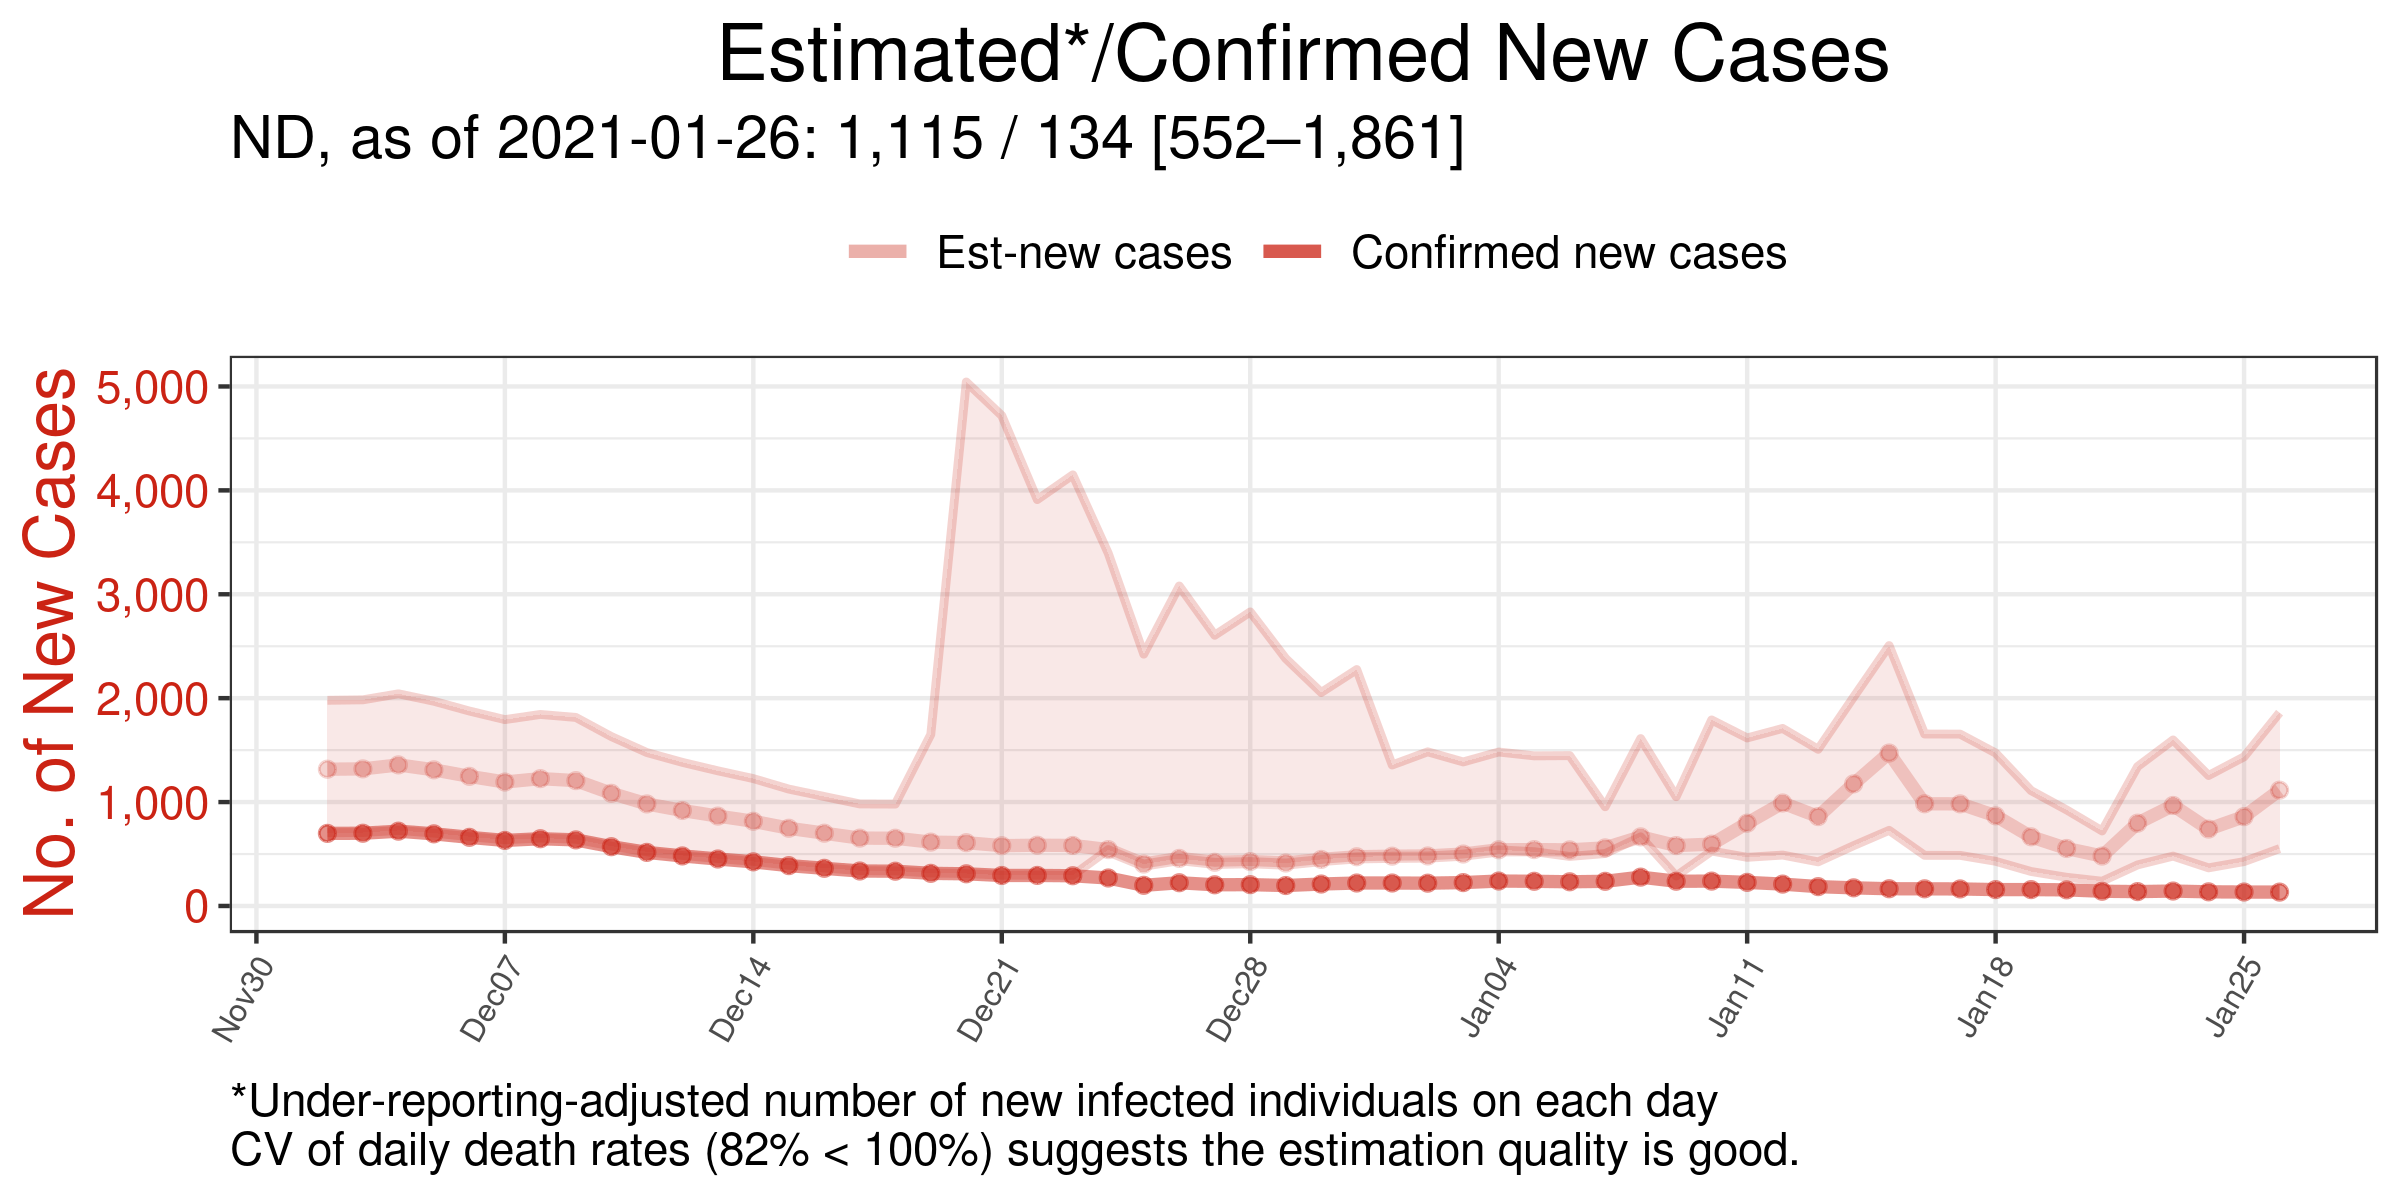 Estimated*/Confirmed New Cases
ND, as of 2021-01-26: 1,115 / 134 [552–1,861]
Est-new cases
Confirmed new cases
No. of New Cases
5,000
4,000
3,000
2,000
1,000
0
Nov30
Dec07
Dec14
Dec21
Dec28
Jan04
Jan11
Jan18
Jan25
*Under-reporting-adjusted number of new infected individuals on each day
CV of daily death rates (82% < 100%) suggests the estimation quality is good.